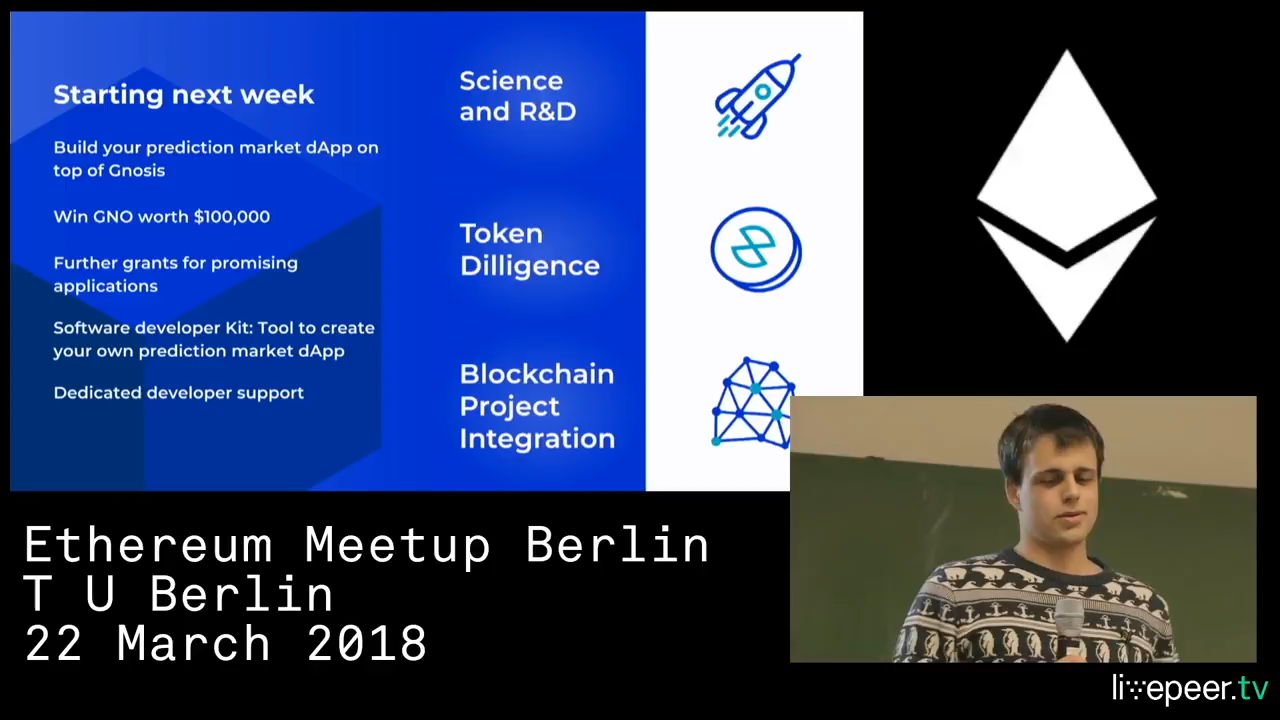 Starting next week
Build your prediction market dApp on
top of Gnosis
Win GNO worth $100,000
Further grants for promising
applications
Software developer Kit: Tool to create
your own prediction market dApp
Dedicated developer support
Science
and R&D
Token
Dilligence
Blockchain
Project
Integration
Ethereum Meetup Berlin
T U Berlin
22 March 2018
livepeer.tv